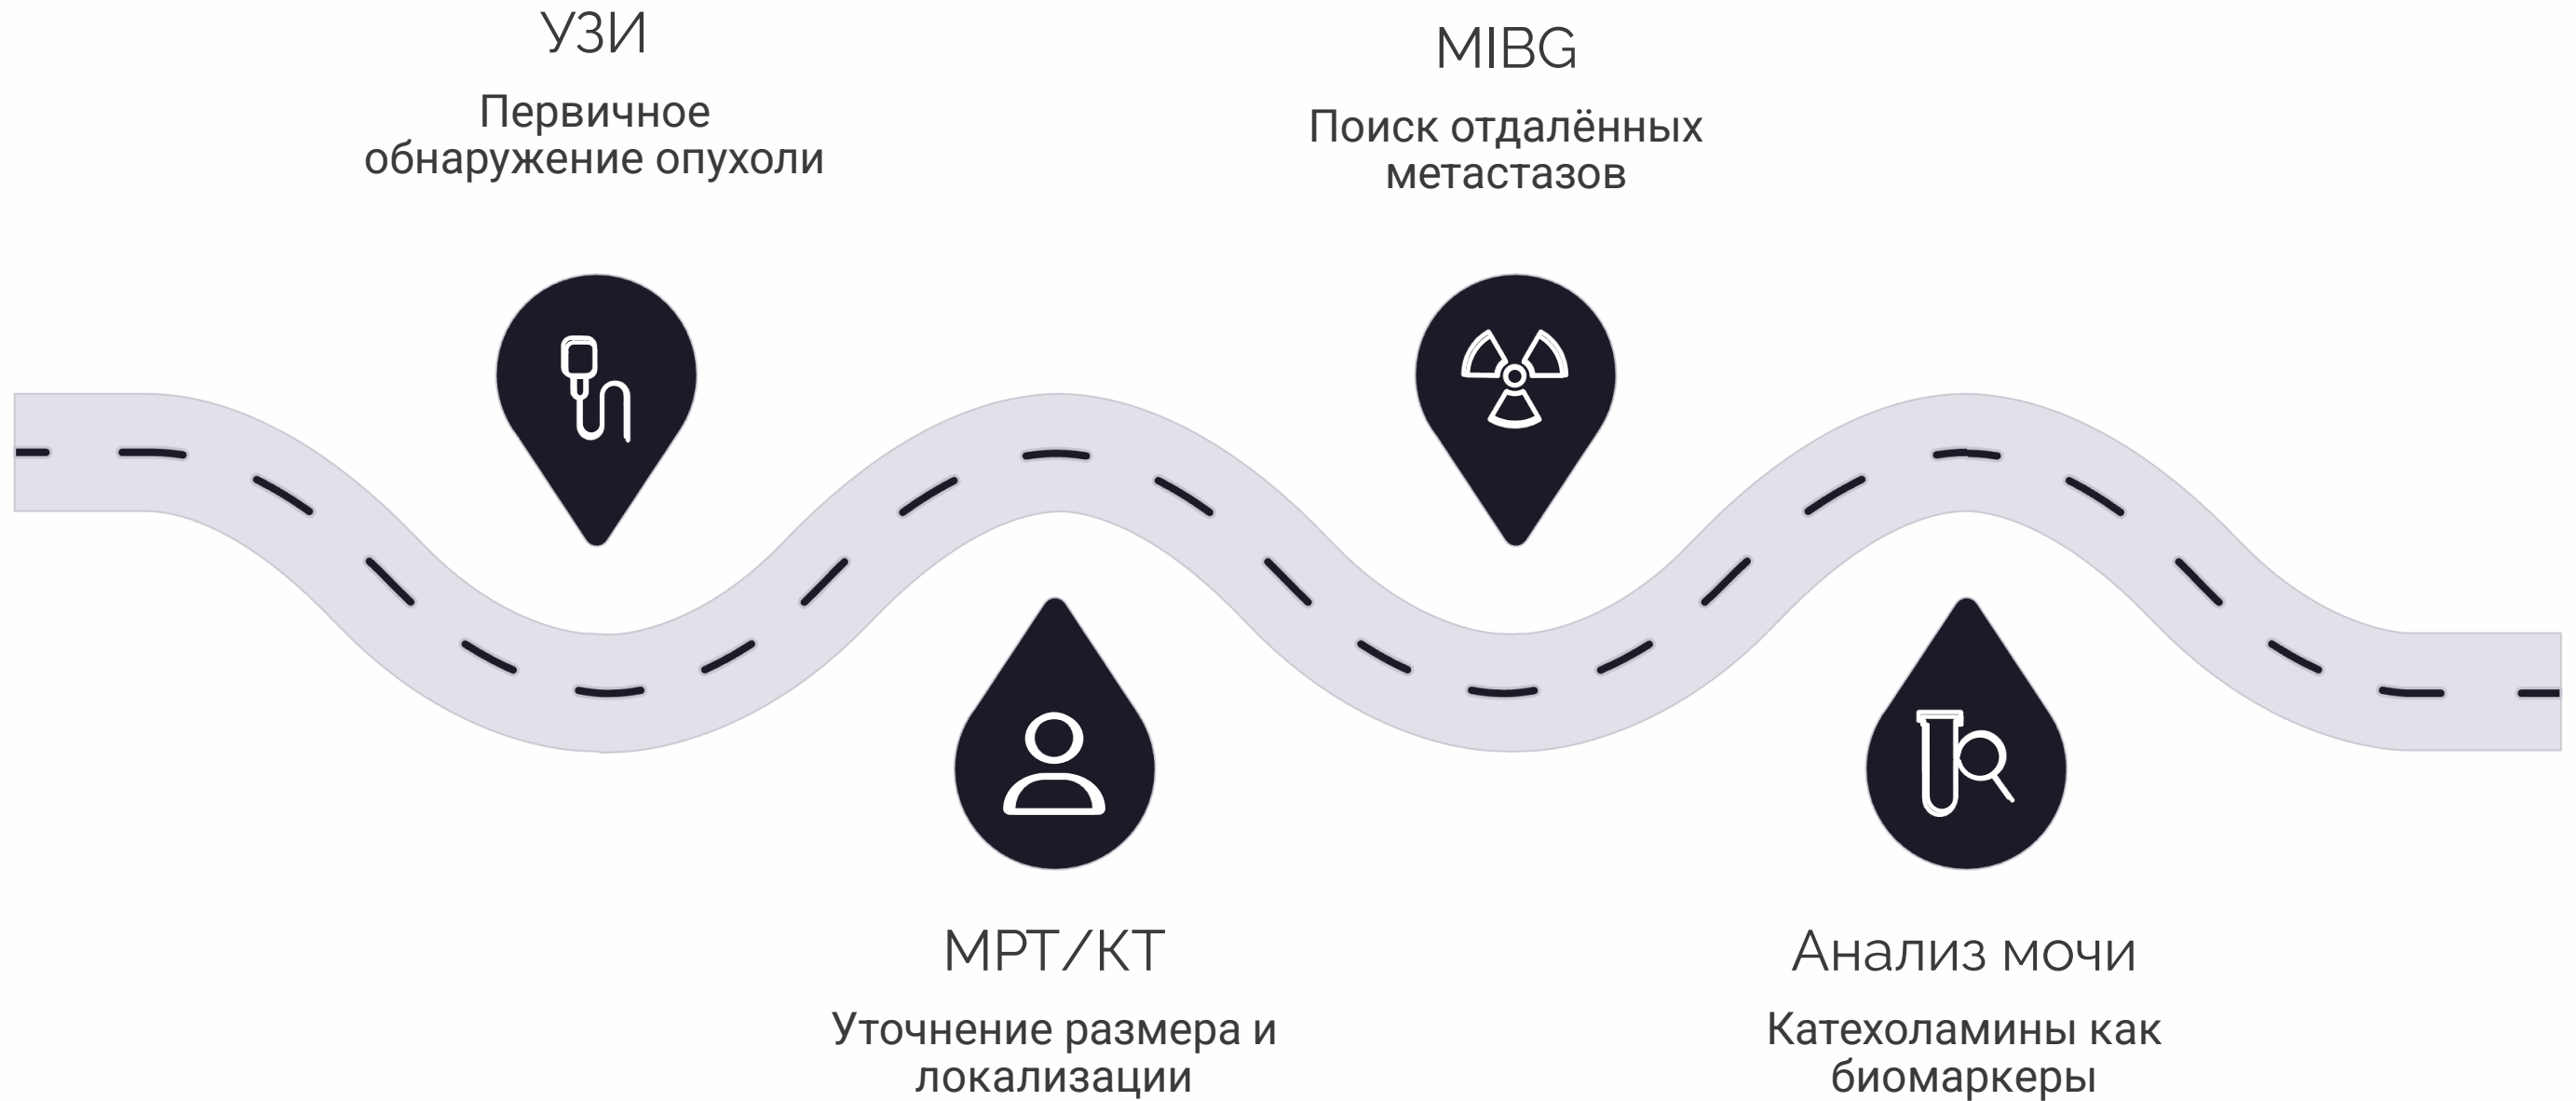 УЗИ
Первичное
обнаружение опухоли
MIBG
Поиск отдалённых
метастазов
МРТ/КТ
Уточнение размера и
локализации
Анализ мочи
Катехоламины как
биомаркеры